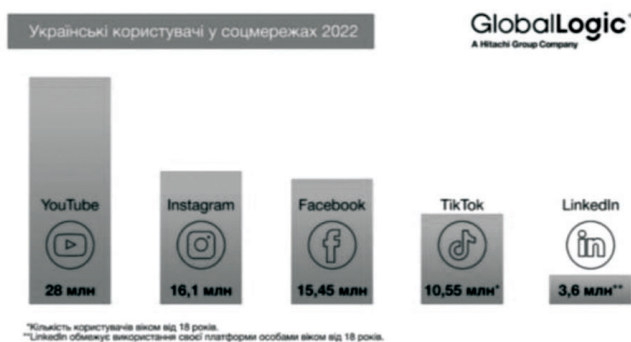 Українські користувачі у соцмережах 2022
GlobalLogic
A Hitachi Group Company
YouTube
28 млн
Instagram
16,1 млн
Facebook
15,45 млн
TikTok
10,55 млн*
LinkedIn
in
3,6 млн**
*Кількість користувачів віком від 18 років.
**LinkedIn обмежує використання своєї платформи особами віком від 18 років.